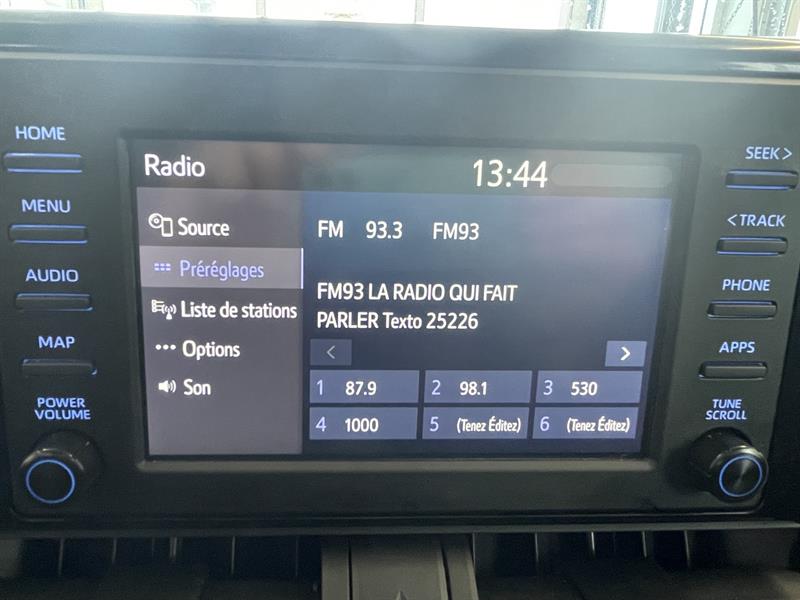 HOME
MENU
AUDIO
MAP
POWER
VOLUME
Radio 13:44
Source
Préréglages
Liste de stations
Options
Son
FM 93.3 FM93
FM93 LA RADIO QUI FAIT
PARLER Texto 25226
< >
1 87.9 2 98.1 3 530
4 1000 5 (Tenez Éditez) 6 (Tenez Éditez)
SEEK >
< TRACK
PHONE
APPS
TUNE
SCROLL